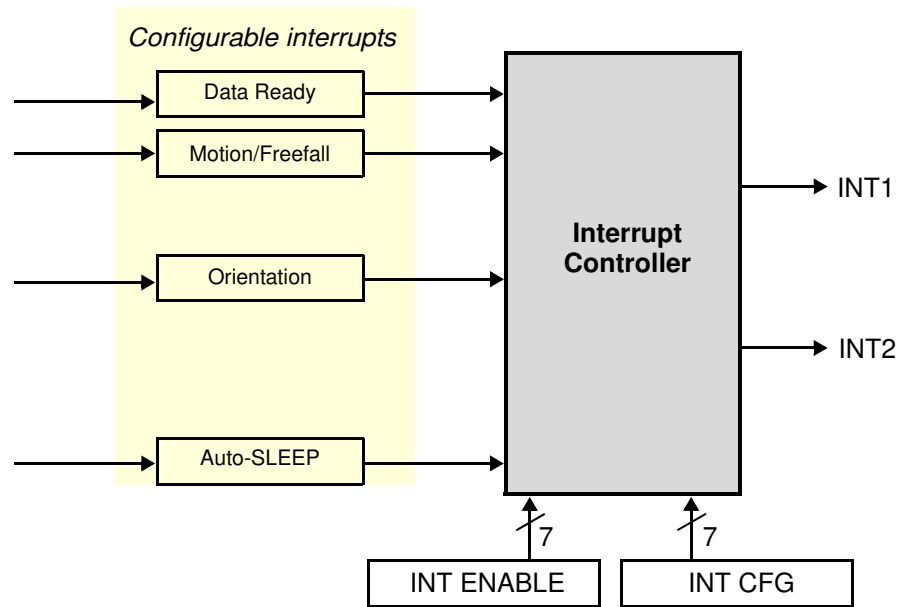 Configurable interrupts
Data Ready
Motion/Freefall
Orientation
Auto-SLEEP
Interrupt
Controller
INT1
INT2
7
7
INT ENABLE
INT CFG